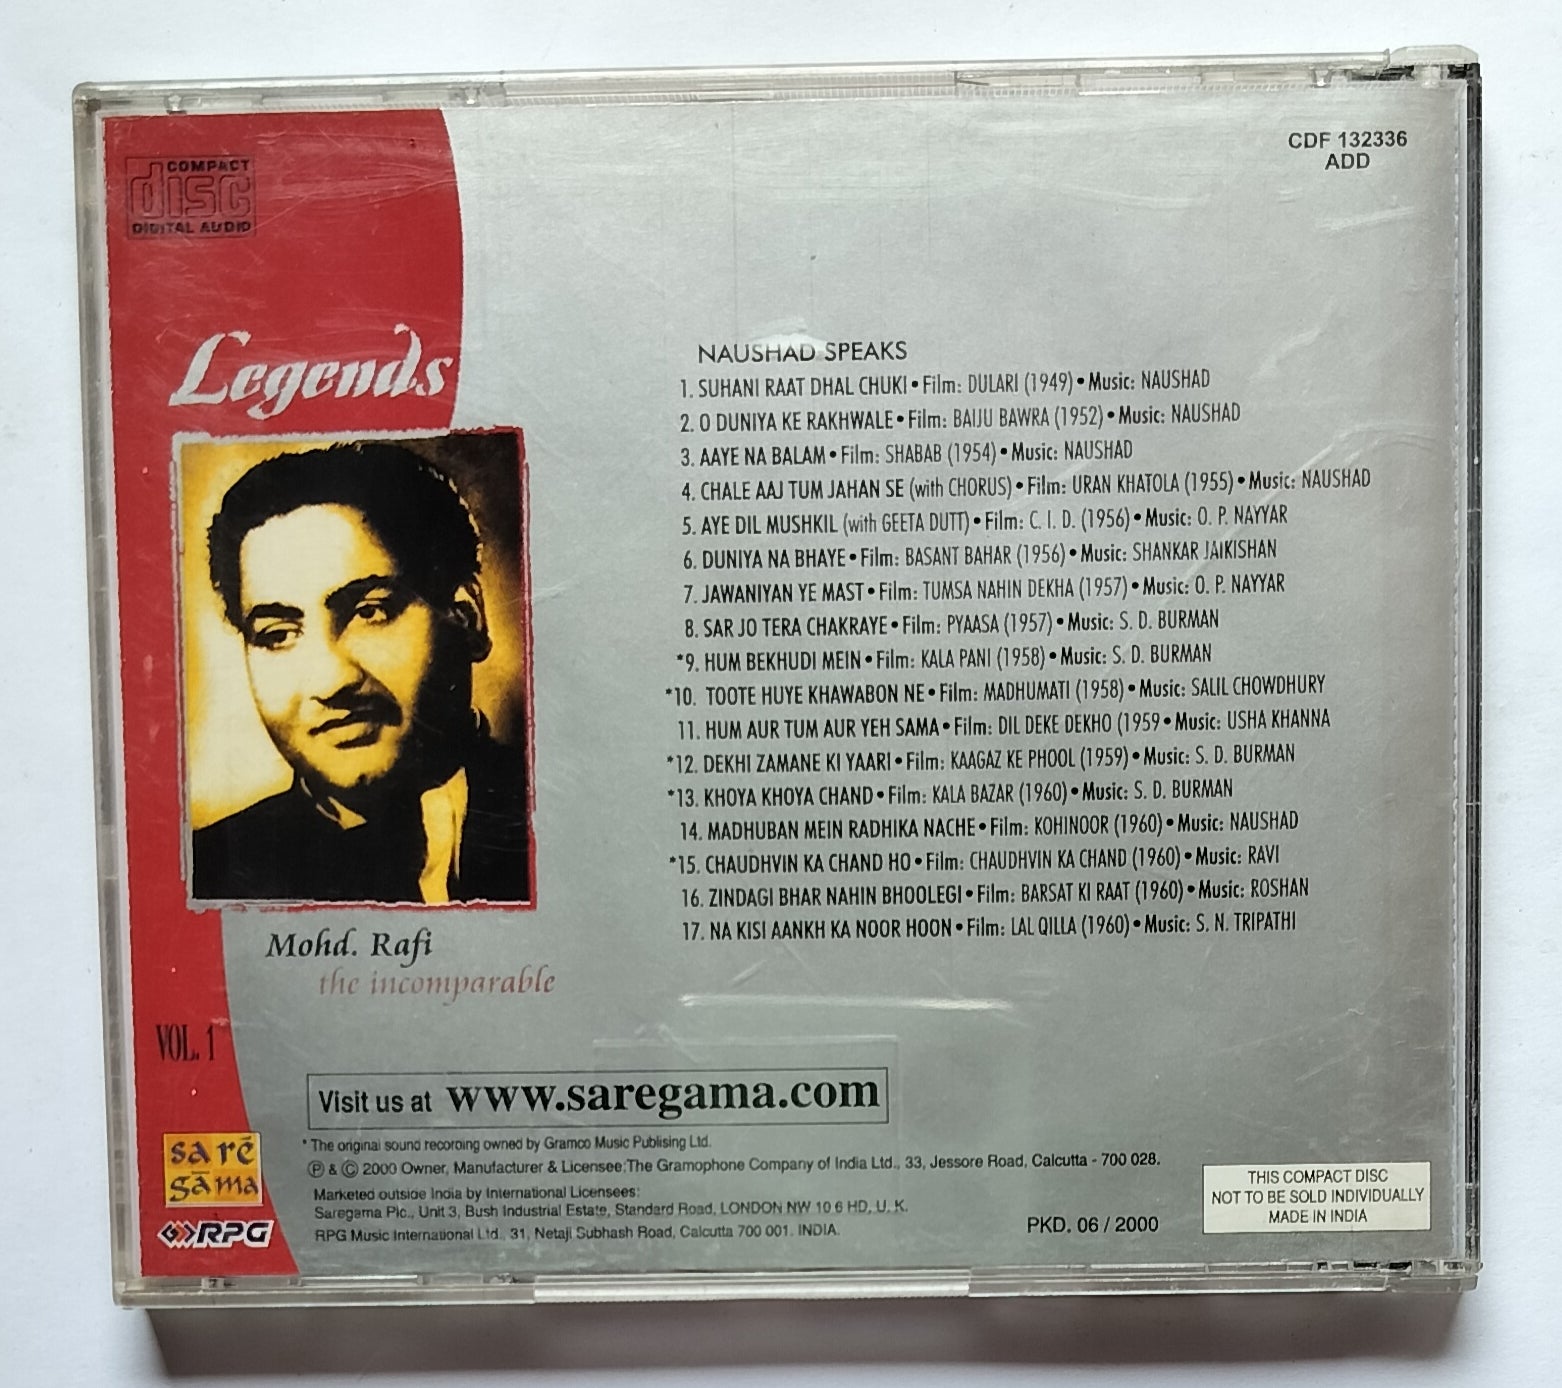 COMPACT
disc
DIGITAL AUDIO
CDF 132336
ADD
Legends
NAUSHAD SPEAKS
1. SUHANI RAAT DHAL CHUKI • Film: DULARI (1949) • Music: NAUSHAD
2. O DUNIYA KE RAKHWALE • Film: BAIJU BAWRA (1952) • Music: NAUSHAD
3. AAYE NA BALAM • Film: SHABAB (1954) • Music: NAUSHAD
4. CHALE AAJ TUM JAHAN SE (with CHORUS) • Film: URAN KHATOLA (1955) • Music: NAUSHAD
5. AYE DIL MUSHKIL (with GEETA DUTT) • Film: C. I. D. (1956) • Music: O. P. NAYYAR
6. DUNIYA NA BHAYE • Film: BASANT BAHAR (1956) • Music: SHANKAR JAIKISHAN
7. JAWANIYAN YE MAST • Film: TUMSA NAHIN DEKHA (1957) • Music: O. P. NAYYAR
8. SAR JO TERA CHAKRAYE • Film: PYAASA (1957) • Music: S. D. BURMAN
*9. HUM BEKHUDI MEIN • Film: KALA PANI (1958) • Music: S. D. BURMAN
*10. TOOTE HUYE KHAWABON NE • Film: MADHUMATI (1958) • Music: SALIL CHOWDHURY
11. HUM AUR TUM AUR YEH SAMA • Film: DIL DEKE DEKHO (1959 • Music: USHA KHANNA
*12. DEKHI ZAMANE KI YAARI • Film: KAAGAZ KE PHOOL (1959) • Music: S. D. BURMAN
*13. KHOYA KHOYA CHAND • Film: KALA BAZAR (1960) • Music: S. D. BURMAN
14. MADHUBAN MEIN RADHIKA NACHE • Film: KOHINOOR (1960) • Music: NAUSHAD
*15. CHAUDHVIN KA CHAND HO • Film: CHAUDHVIN KA CHAND (1960) • Music: RAVI
16. ZINDAGI BHAR NAHIN BHOOLEGI • Film: BARSAT KI RAAT (1960) • Music: ROSHAN
17. NA KISI AANKH KA NOOR HOON • Film: LAL QILLA (1960) • Music: S. N. TRIPATHI
Mohd. Rafi
the incomparable
VOL. 1
Visit us at www.saregama.com
* The original sound recording owned by Gramco Music Publising Ltd.
℗ & © 2000 Owner, Manufacturer & Licensee:The Gramophone Company of India Ltd., 33, Jessore Road, Calcutta - 700 028.
Marketed outside India by International Licensees:
Saregama Plc., Unit 3, Bush Industrial Estate, Standard Road, LONDON NW 10 6 HD, U. K.
RPG Music International Ltd., 31, Netaji Subhash Road, Calcutta 700 001. INDIA.
PKD. 06 / 2000
THIS COMPACT DISC
NOT TO BE SOLD INDIVIDUALLY
MADE IN INDIA
sa rē
gā ma
RPG